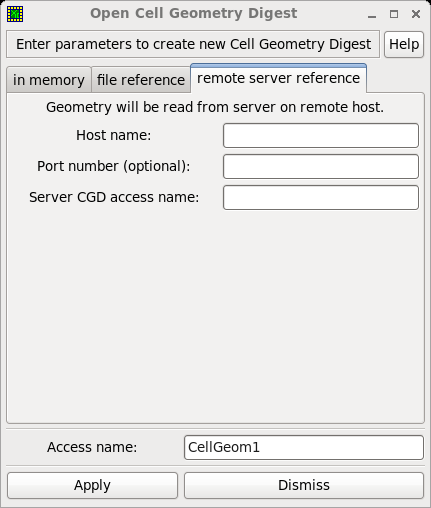 Open Cell Geometry Digest
Enter parameters to create new Cell Geometry Digest
Help
in memory
file reference
remote server reference
Geometry will be read from server on remote host.
Host name:
Port number (optional):
Server CGD access name:
Access name:
CellGeom1
Apply
Dismiss